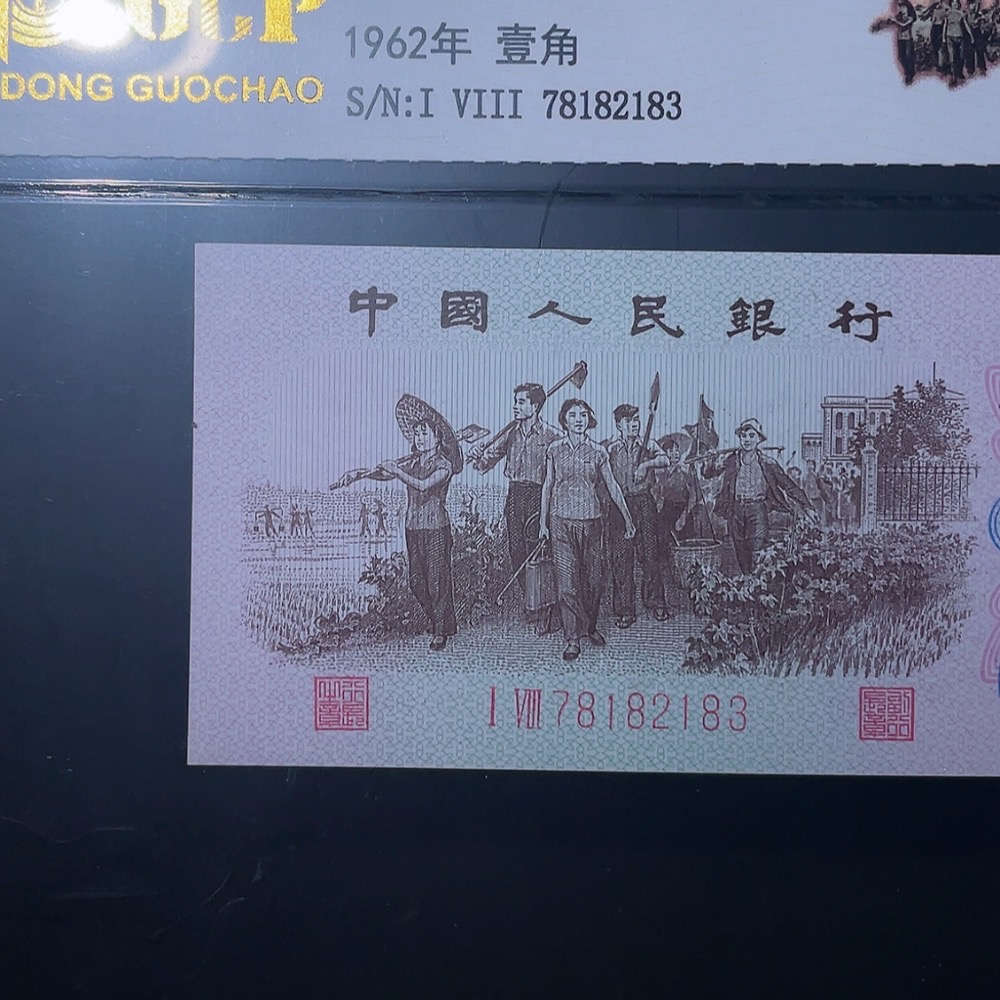 GCP
DONG GUOCHAO
1962年 壹角
S/N:I VIII 78182183
中國人民銀行
I VIII 78182183